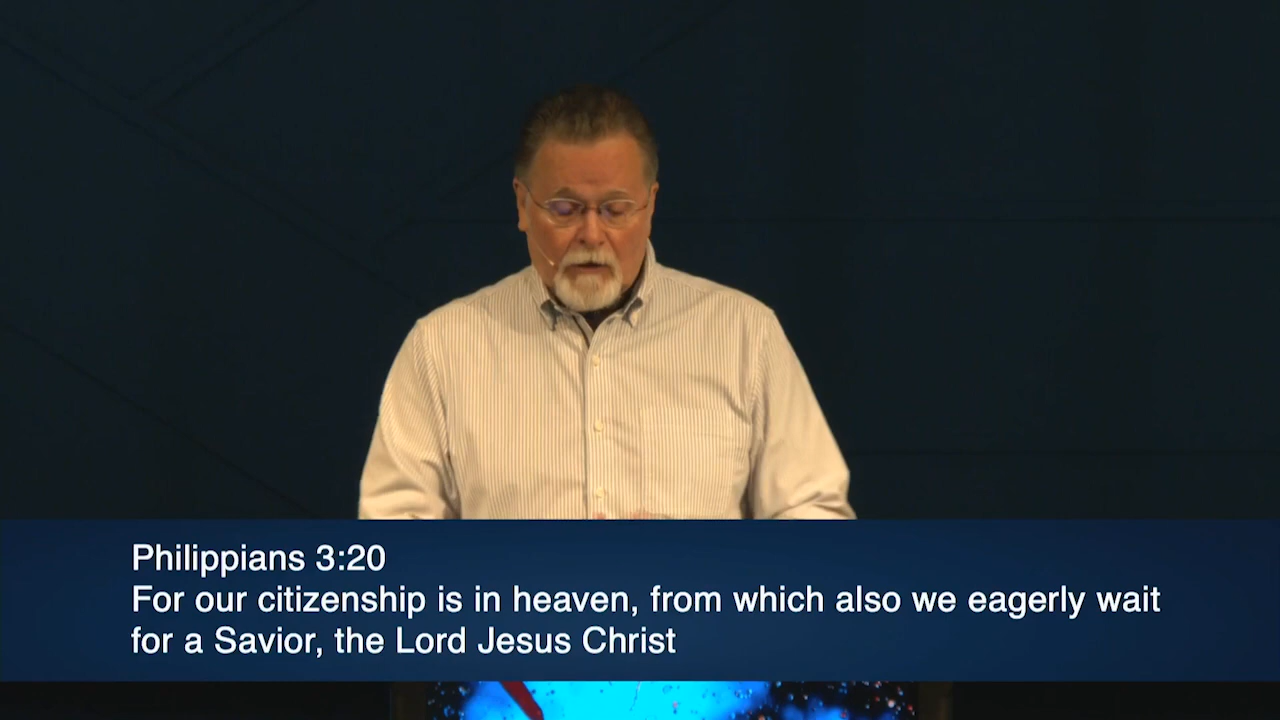 Philippians 3:20
For our citizenship is in heaven, from which also we eagerly wait
for a Savior, the Lord Jesus Christ